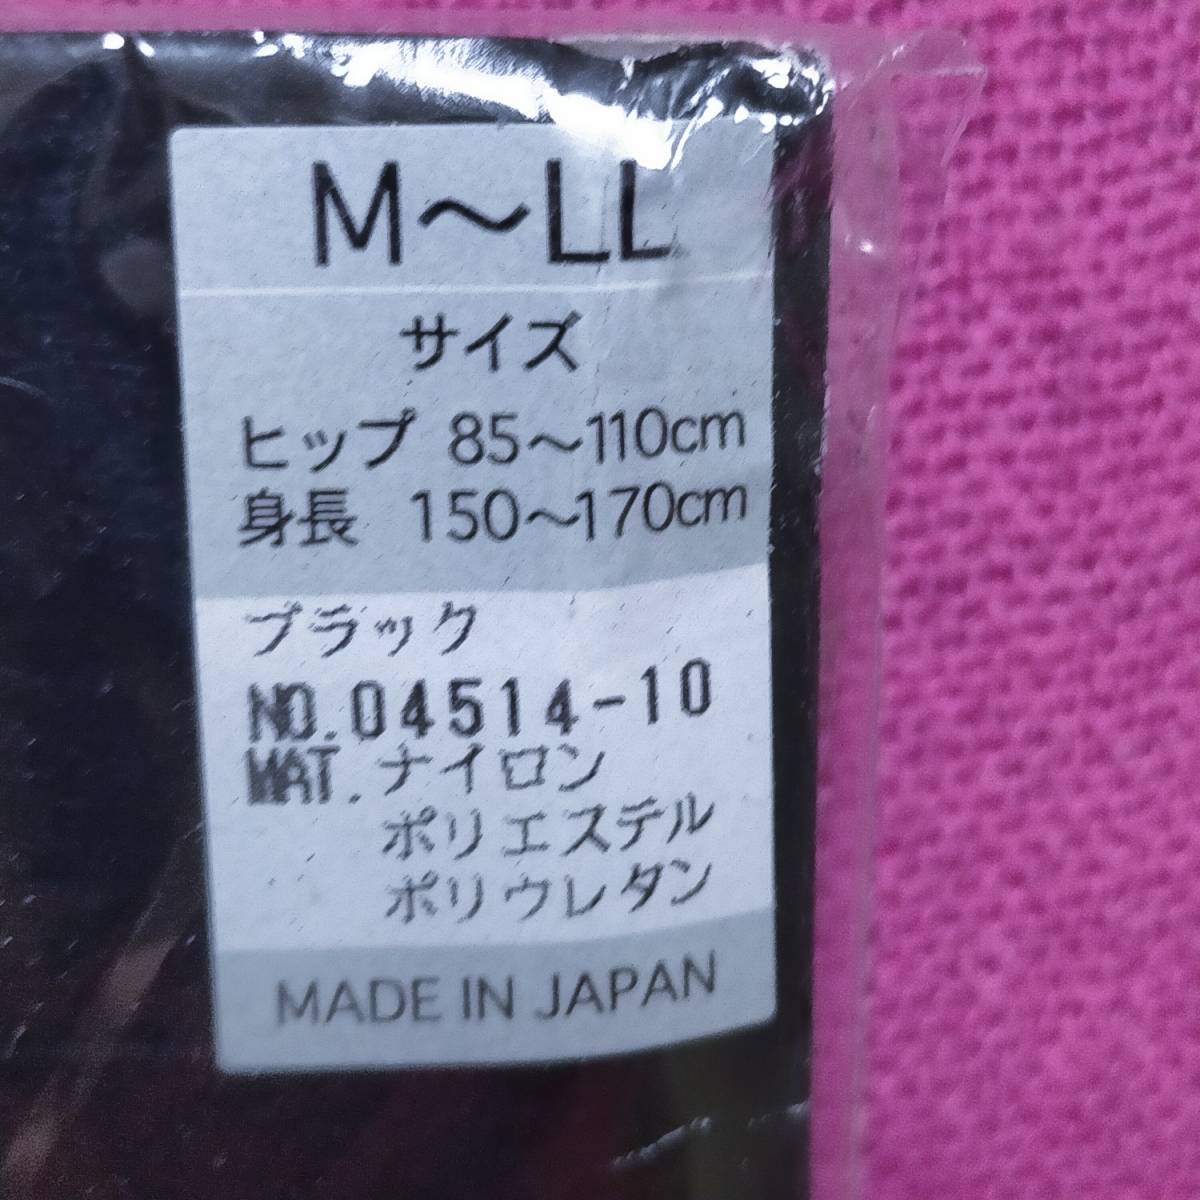 M～LL
サイズ
ヒップ 85～110cm
身長 150～170cm
ブラック
NO.04514-10
MAT.ナイロン
ポリエステル
ポリウレタン
MADE IN JAPAN